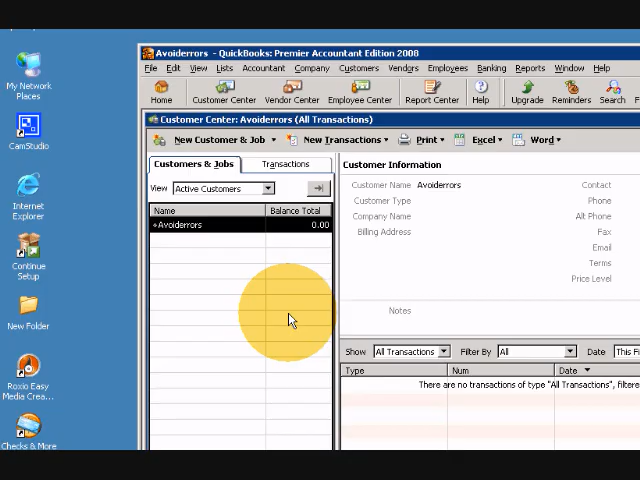 My Network
Places
CamStudio
Internet
Explorer
Continue
Setup
New Folder
Roxio Easy
Media Crea...
Checks & More
Avoiderrors - QuickBooks: Premier Accountant Edition 2008
File Edit View Lists Accountant Company Customers Vendors Employees Banking Reports Window Help
Home Customer Center Vendor Center Employee Center Report Center Help Upgrade Reminders Search F
Customer Center: Avoiderrors (All Transactions)
New Customer & Job New Transactions Print Excel Word
Customers & Jobs Transactions
View Active Customers
Name Balance Total
Avoiderrors 0.00
Customer Information
Customer Name Avoiderrors Contact
Customer Type Phone
Company Name Alt Phone
Billing Address Fax
Email
Terms
Price Level
Notes
Show All Transactions Filter By All Date This Fi
Type Num Date
There are no transactions of type "All Transactions", filtere